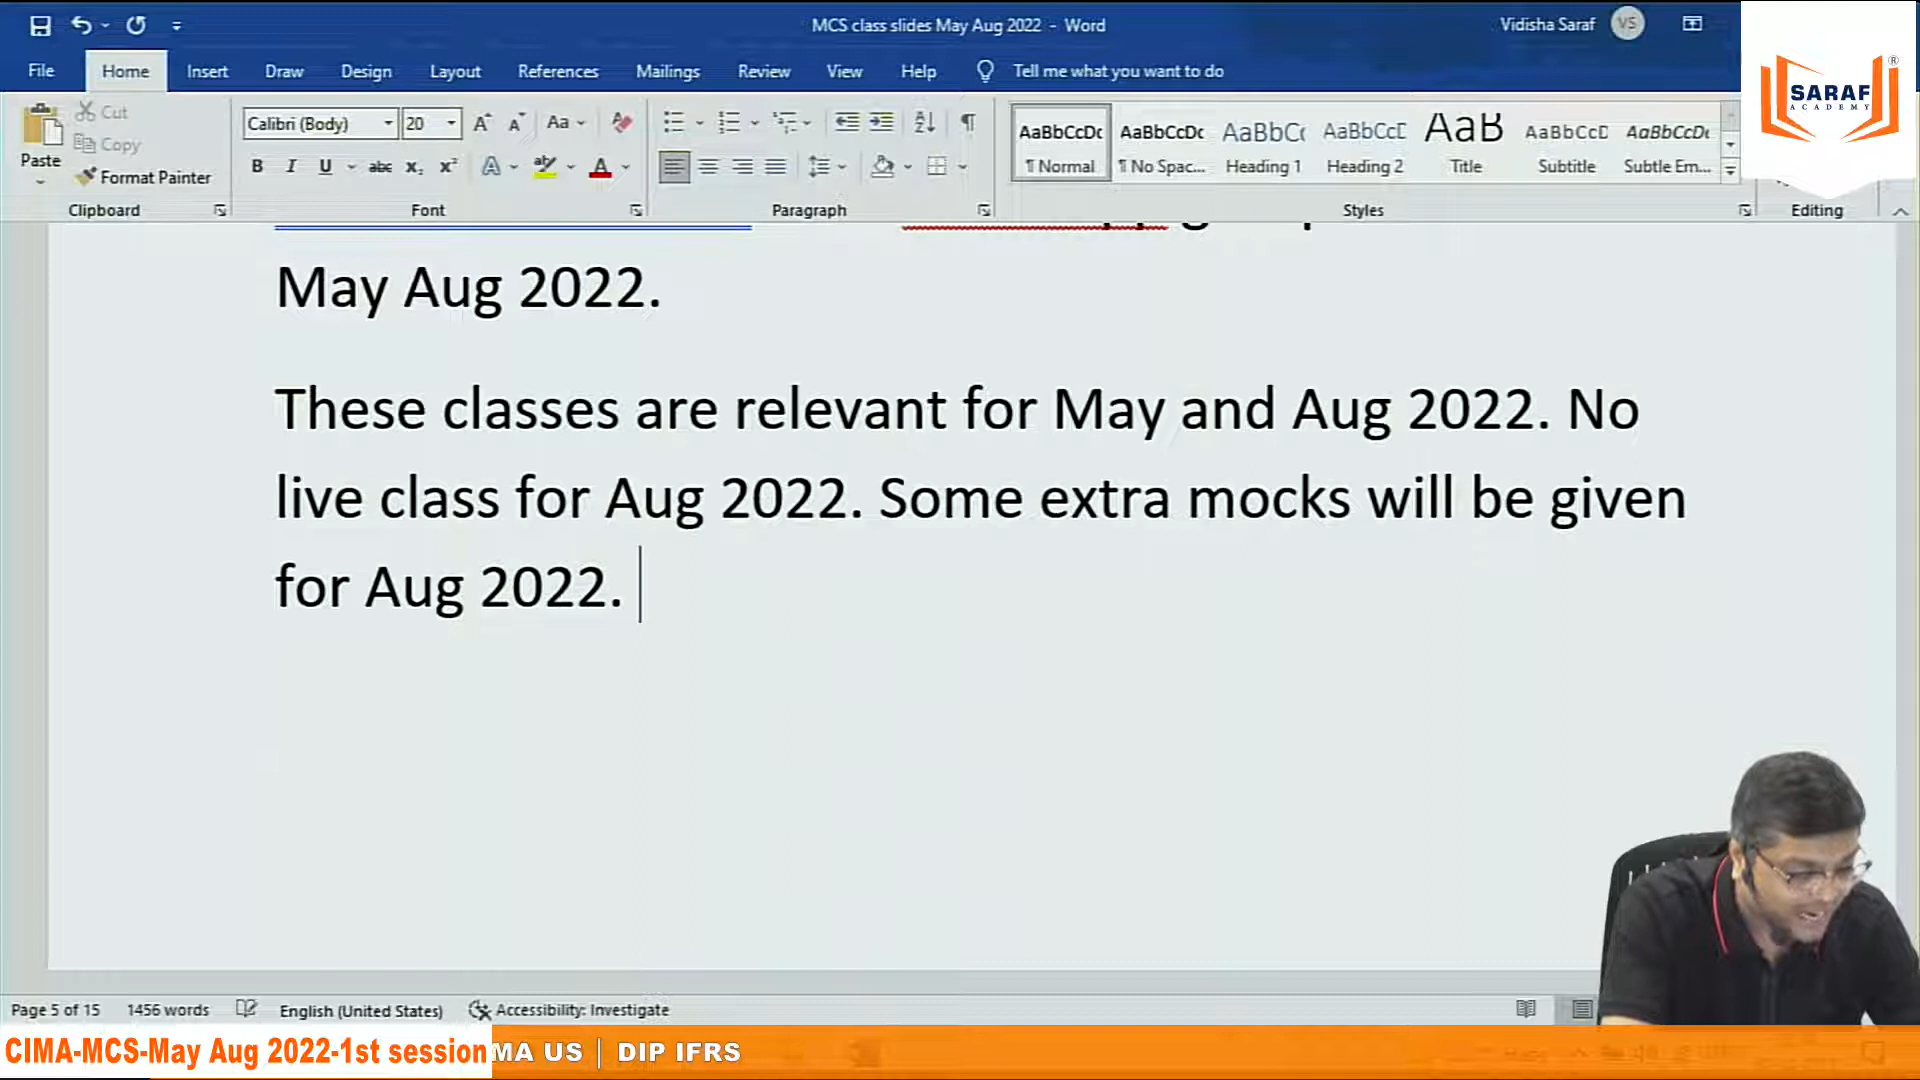 MCS class slides May Aug 2022 - Word
Vidisha Saraf VS
SARAF
ACADEMY
®
File Home Insert Draw Design Layout References Mailings Review View Help Tell me what you want to do
Paste
Cut
Copy
Format Painter
Clipboard
Calibri (Body) 20
Font
Paragraph
AaBbCcDc AaBbCcDc AaBbCc AaBbCcE AaB AaBbCcD AaBbCcDc
¶ Normal ¶ No Spac... Heading 1 Heading 2 Title Subtitle Subtle Em...
Styles
Editing
May Aug 2022.
These classes are relevant for May and Aug 2022. No
live class for Aug 2022. Some extra mocks will be given
for Aug 2022.
Page 5 of 15 1456 words English (United States) Accessibility: Investigate
CIMA-MCS-May Aug 2022-1st session
MA US | DIP IFRS